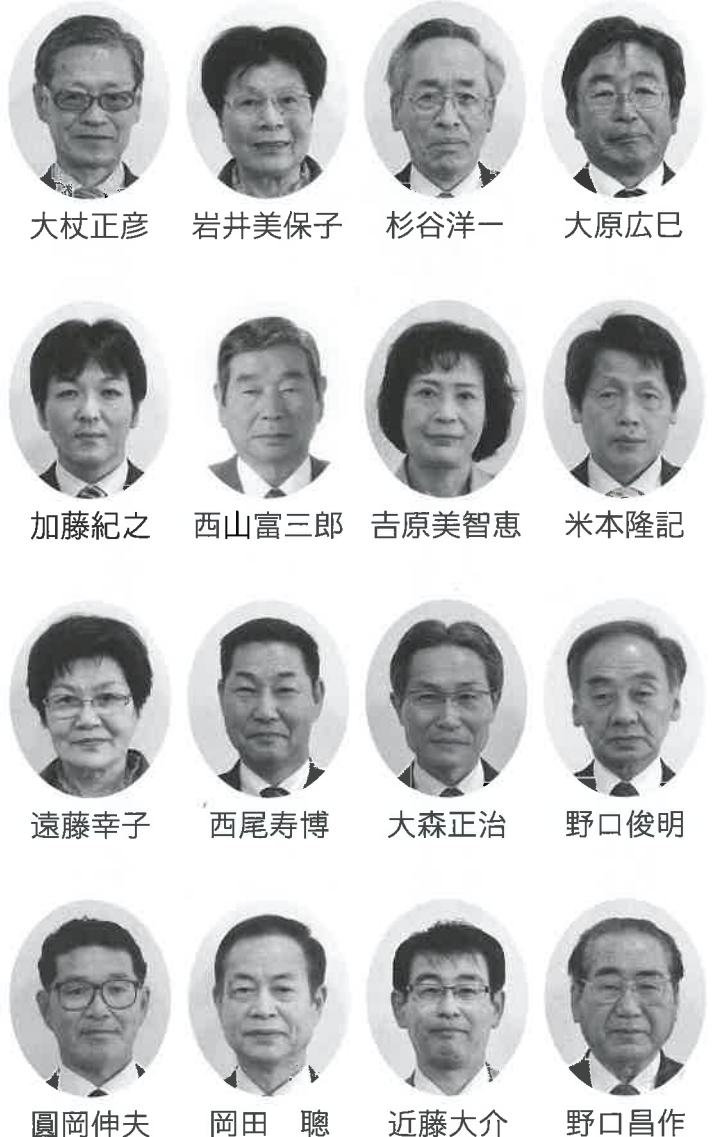 大杖正彦 岩井美保子 杉谷洋一 大原広巳
加藤紀之 西山富三郎 吉原美智恵 米本隆記
遠藤幸子 西尾寿博 大森正治 野口俊明
圓岡伸夫 岡田　聰 近藤大介 野口昌作